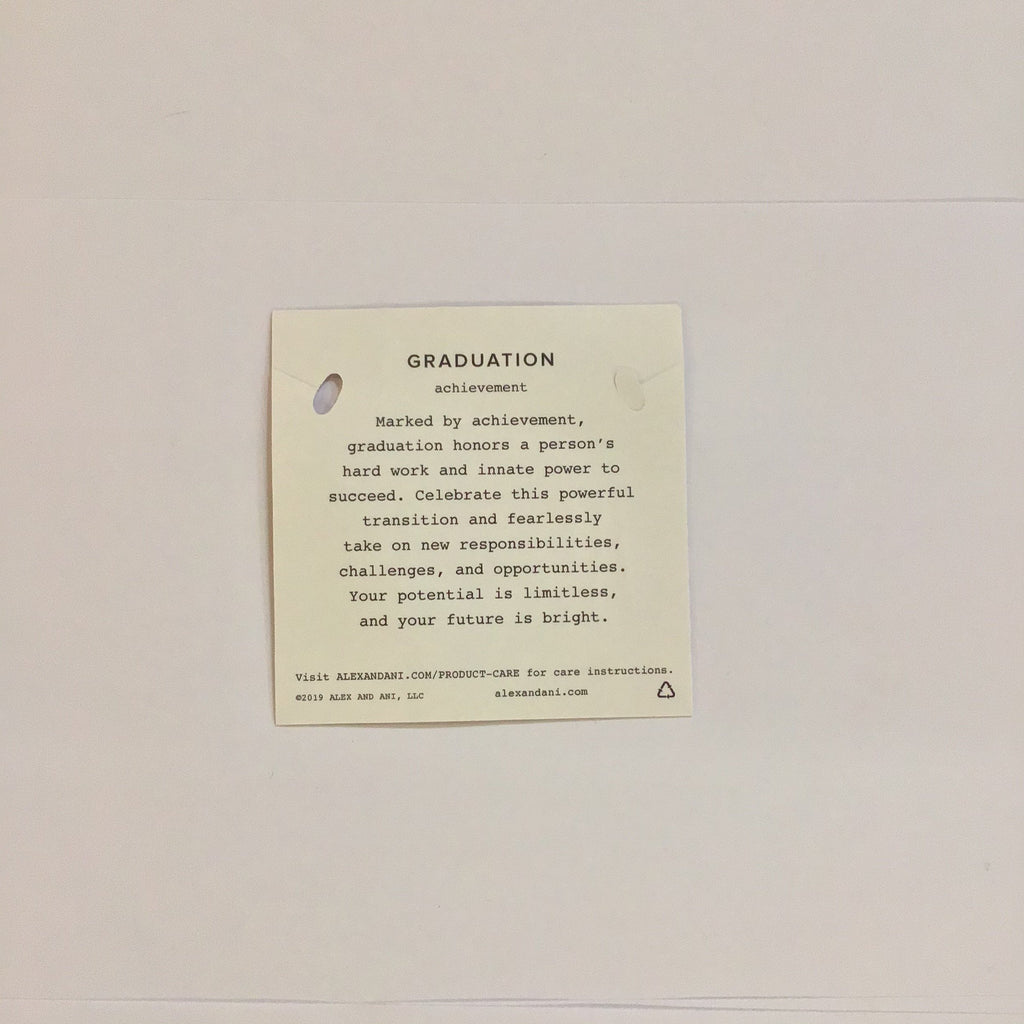 GRADUATION
achievement
Marked by achievement,
graduation honors a person's
hard work and innate power to
succeed. Celebrate this powerful
transition and fearlessly
take on new responsibilities,
challenges, and opportunities.
Your potential is limitless,
and your future is bright.
Visit ALEXANDANI.COM/PRODUCT-CARE for care instructions.
©2019 ALEX AND ANI, LLC alexandani.com